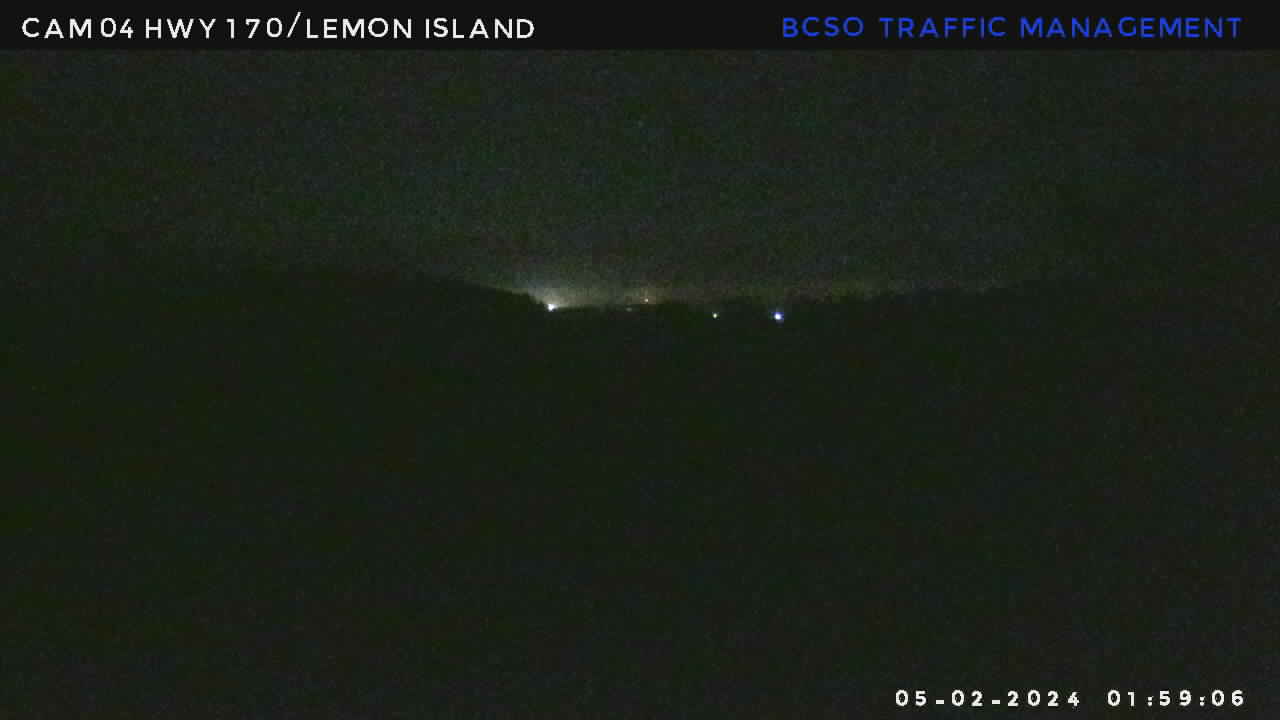 CAM04 HWY 170/LEMON ISLAND
BCSO TRAFFIC MANAGEMENT
05-02-2024 01:59:06